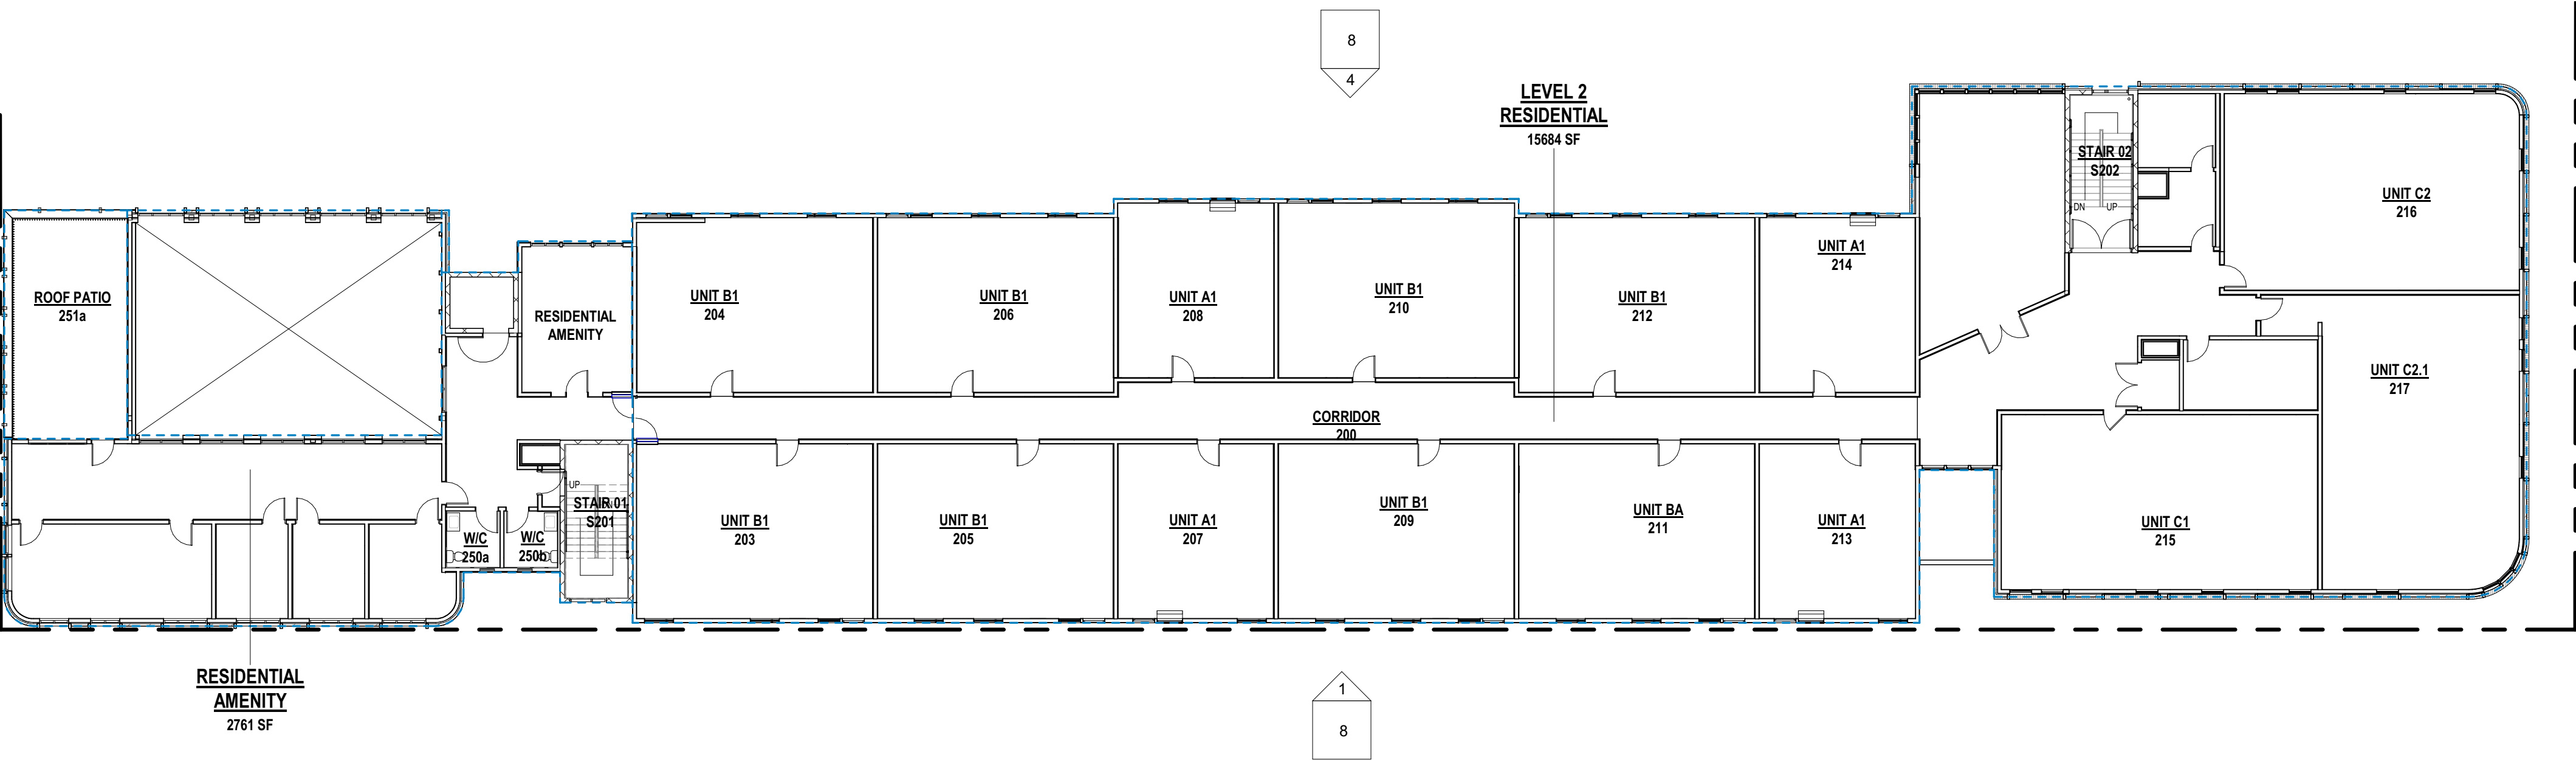 8
4
LEVEL 2
RESIDENTIAL
15684 SF
STAIR 02
S202
DN UP
UNIT C2
216
ROOF PATIO
251a
RESIDENTIAL
AMENITY
UNIT B1
204
UNIT B1
206
UNIT A1
208
UNIT B1
210
UNIT B1
212
UNIT A1
214
UNIT C2.1
217
CORRIDOR
200
UP
STAIR 01
S201
W/C
250a
W/C
250b
UNIT B1
203
UNIT B1
205
UNIT A1
207
UNIT B1
209
UNIT BA
211
UNIT A1
213
UNIT C1
215
RESIDENTIAL
AMENITY
2761 SF
1
8